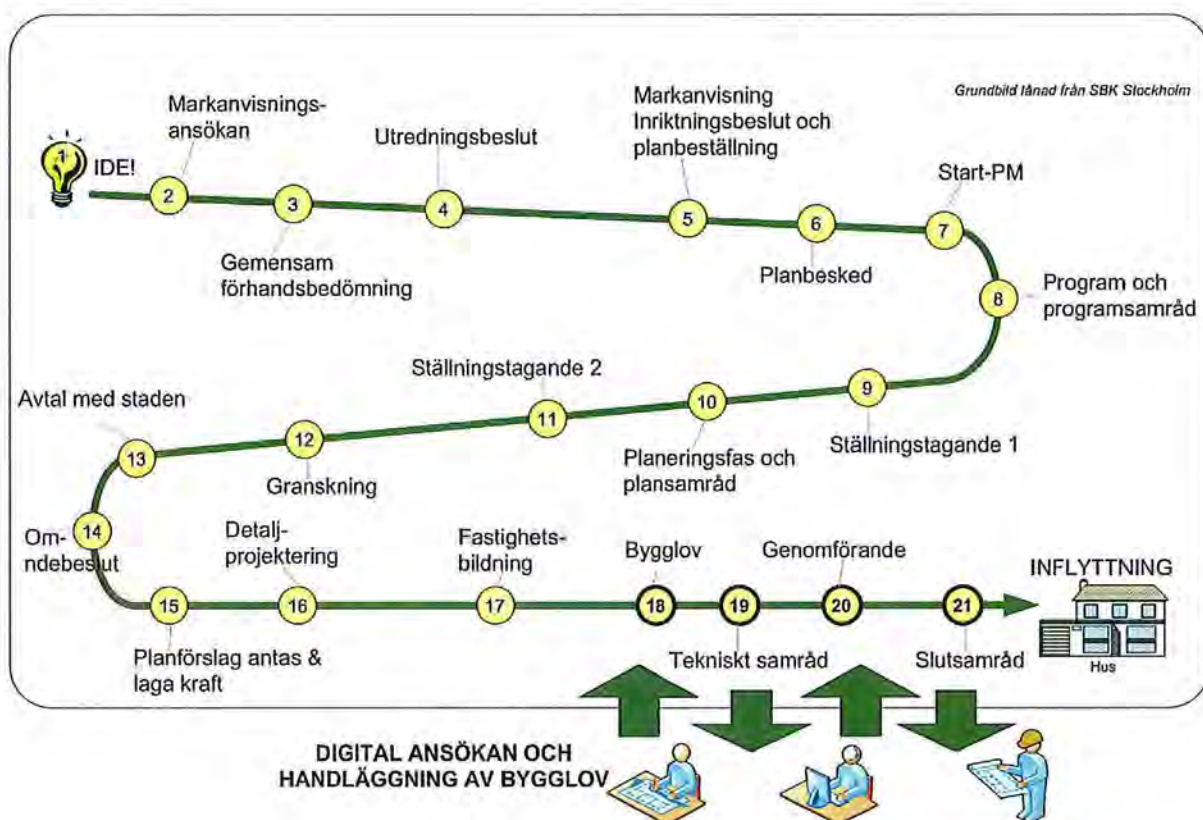 Grundbild lånad från SBK Stockholm
1
IDE!
Markanvisnings-
ansökan
2
3
Gemensam
förhandsbedömning
Utredningsbeslut
4
Markanvisning
Inriktningsbeslut och
planbeställning
5
6
Planbesked
Start-PM
7
8
Program och
programsamråd
9
Ställningstagande 1
10
Planeringsfas och
plansamråd
Ställningstagande 2
11
12
Granskning
Avtal med staden
13
14
Om-
ndebeslut
15
Planförslag antas &
laga kraft
Detalj-
projektering
16
Fastighets-
bildning
17
Bygglov
18
19
Tekniskt samråd
Genomförande
20
21
Slutsamråd
INFLYTTNING
Hus
DIGITAL ANSÖKAN OCH
HANDLÄGGNING AV BYGGLOV